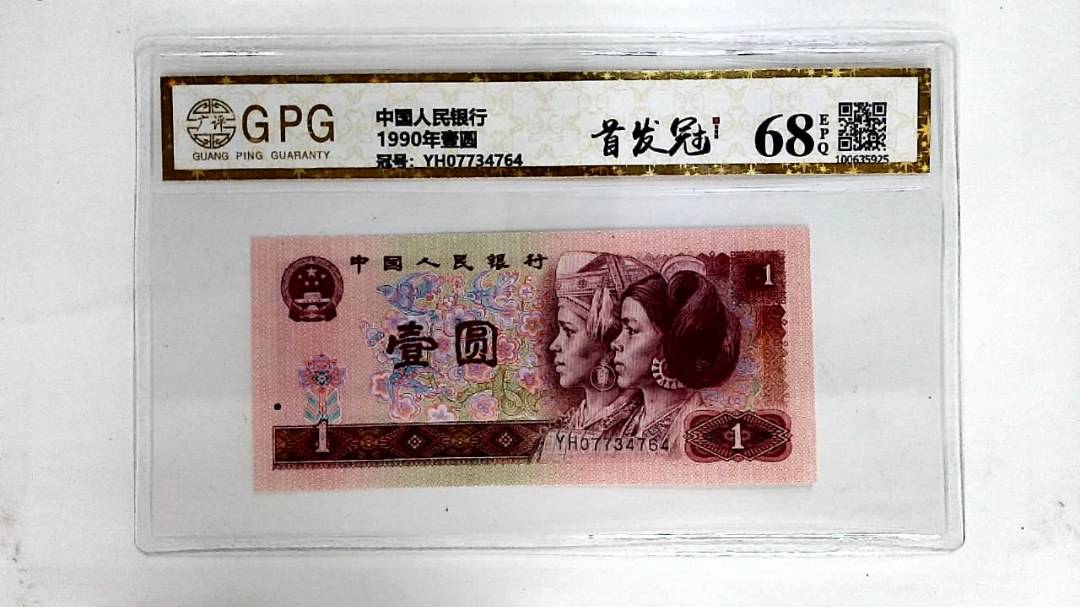 广评
GPG
GUANG PING GUARANTY
中国人民银行
1990年壹圆
冠号: YH07734764
首发冠
68
EPQ
100635925
中国人民银行
1
壹圆
1
YH07734764
1